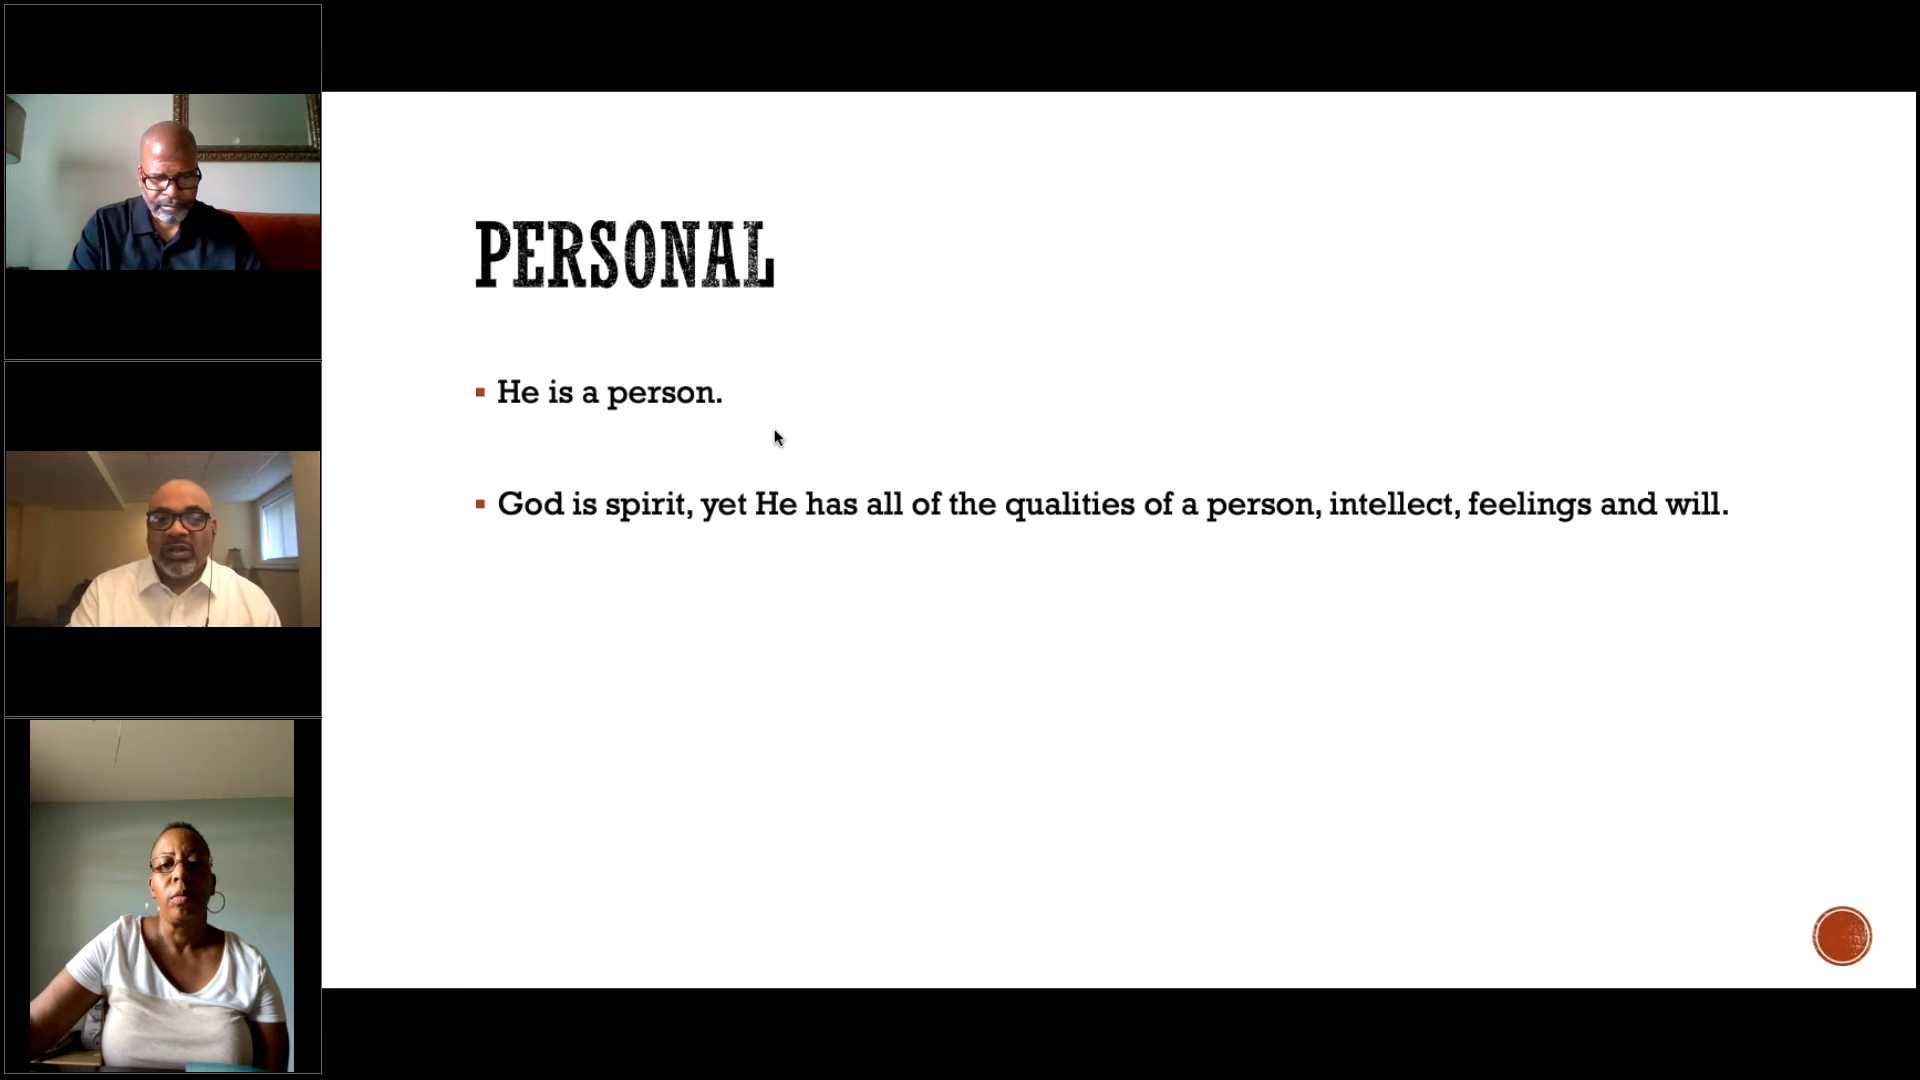 PERSONAL
He is a person.
God is spirit, yet He has all of the qualities of a person, intellect, feelings and will.